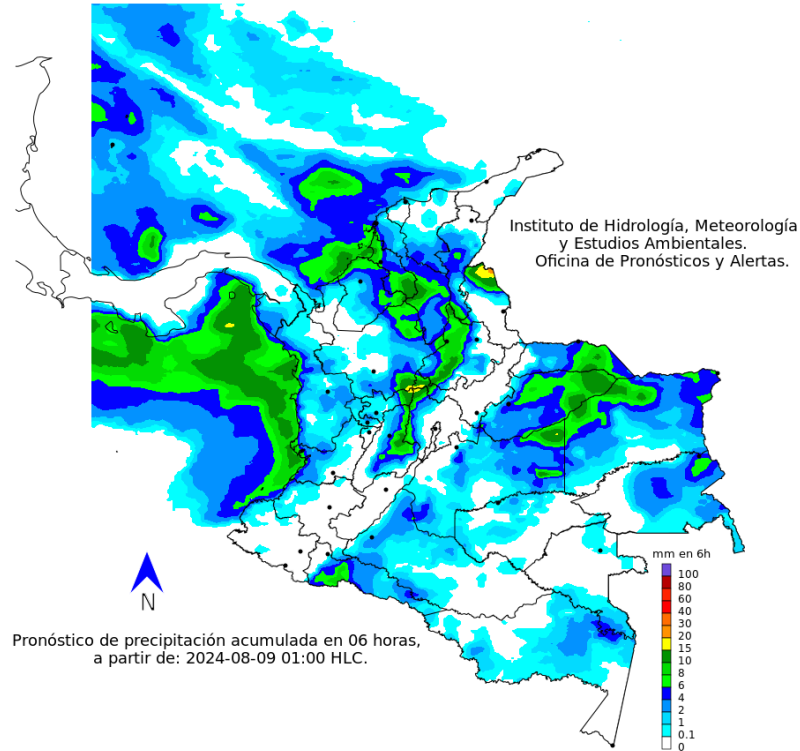 Instituto de Hidrología, Meteorología
y Estudios Ambientales.
Oficina de Pronósticos y Alertas.
N
Pronóstico de precipitación acumulada en 06 horas,
a partir de: 2024-08-09 01:00 HLC.
mm en 6h
100
80
60
40
30
20
15
10
8
6
4
2
1
0.1
0